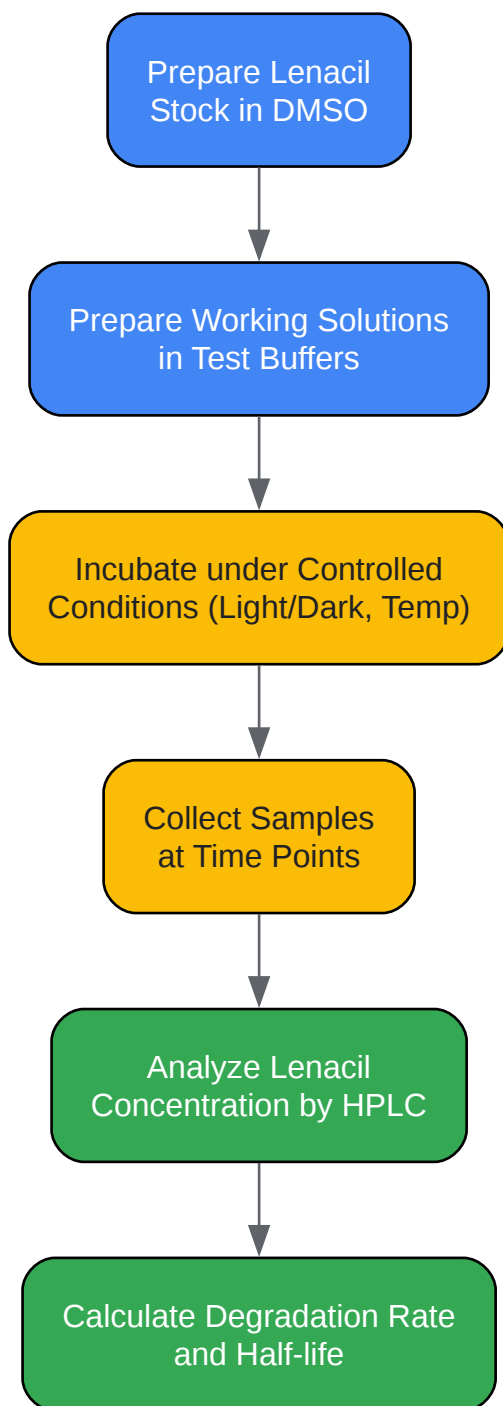 Prepare Lenacil
Stock in DMSO
Prepare Working Solutions
in Test Buffers
Incubate under Controlled
Conditions (Light/Dark, Temp)
Collect Samples
at Time Points
Analyze Lenacil
Concentration by HPLC
Calculate Degradation Rate
and Half-life